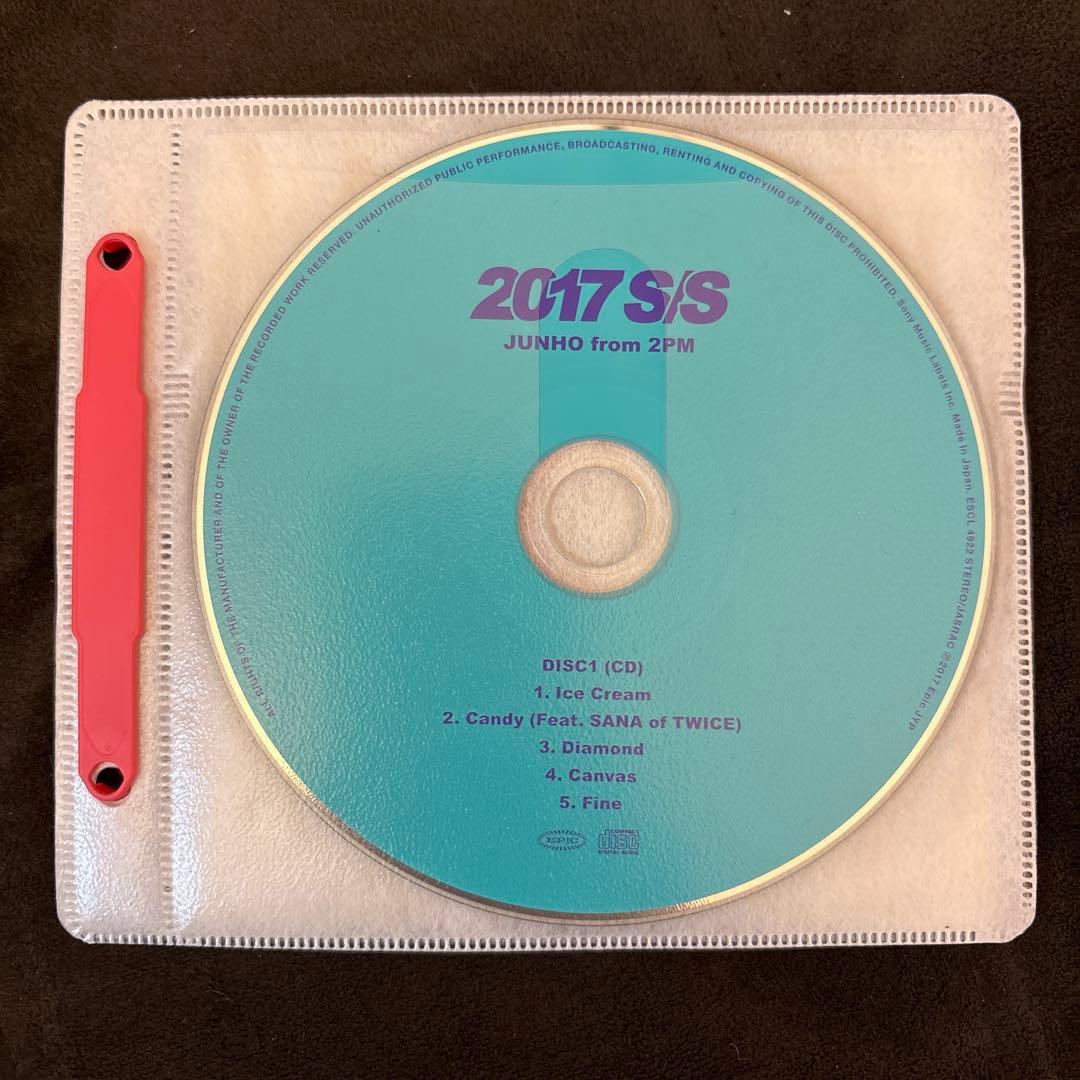 2017 S/S
JUNHO from 2PM
DISC1 (CD)
1. Ice Cream
2. Candy (Feat. SANA of TWICE)
3. Diamond
4. Canvas
5. Fine
EPIC
COMPACT
disc
DIGITAL AUDIO
ALL RIGHTS OF THE MANUFACTURER AND OF THE OWNER OF THE RECORDED WORK RESERVED. UNAUTHORIZED PUBLIC PERFORMANCE, BROADCASTING, RENTING AND COPYING OF THIS DISC PROHIBITED. Sony Music Labels Inc. Made in Japan. ESCL 4922 STEREO/JASRAC ℗2017 Epic JYP